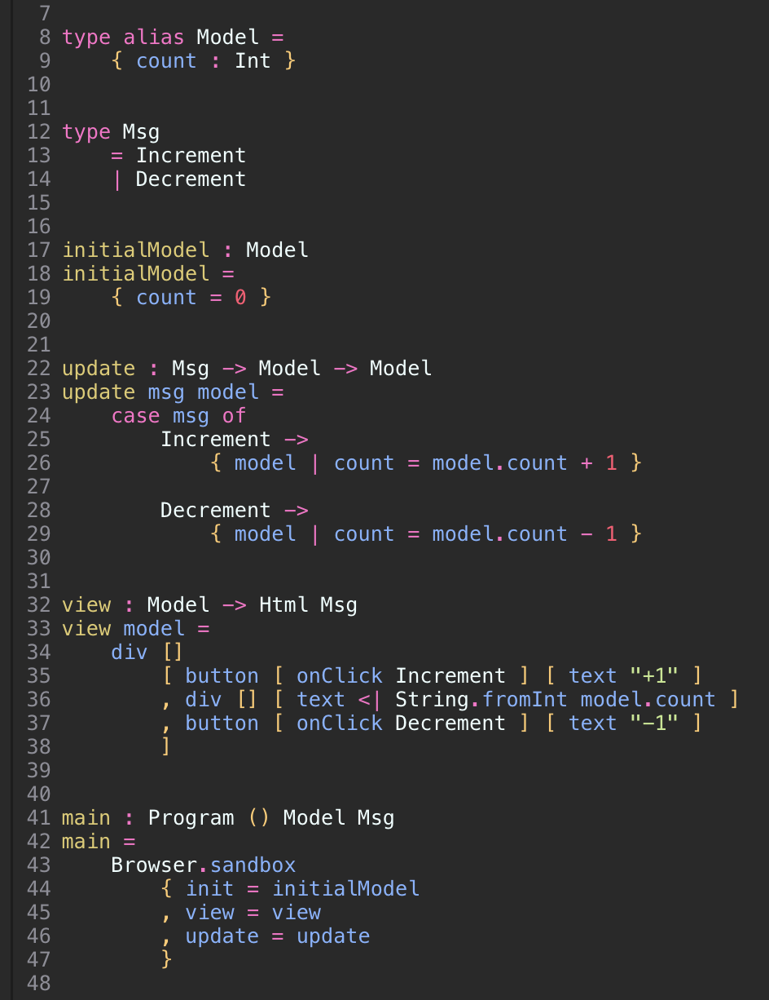 7
8 type alias Model =
9     { count : Int }
10
11
12 type Msg
13     = Increment
14     | Decrement
15
16
17 initialModel : Model
18 initialModel =
19     { count = 0 }
20
21
22 update : Msg -> Model -> Model
23 update msg model =
24     case msg of
25         Increment ->
26             { model | count = model.count + 1 }
27
28         Decrement ->
29             { model | count = model.count - 1 }
30
31
32 view : Model -> Html Msg
33 view model =
34     div []
35         [ button [ onClick Increment ] [ text "+1" ]
36         , div [] [ text <| String.fromInt model.count ]
37         , button [ onClick Decrement ] [ text "-1" ]
38         ]
39
40
41 main : Program () Model Msg
42 main =
43     Browser.sandbox
44         { init = initialModel
45         , view = view
46         , update = update
47         }
48